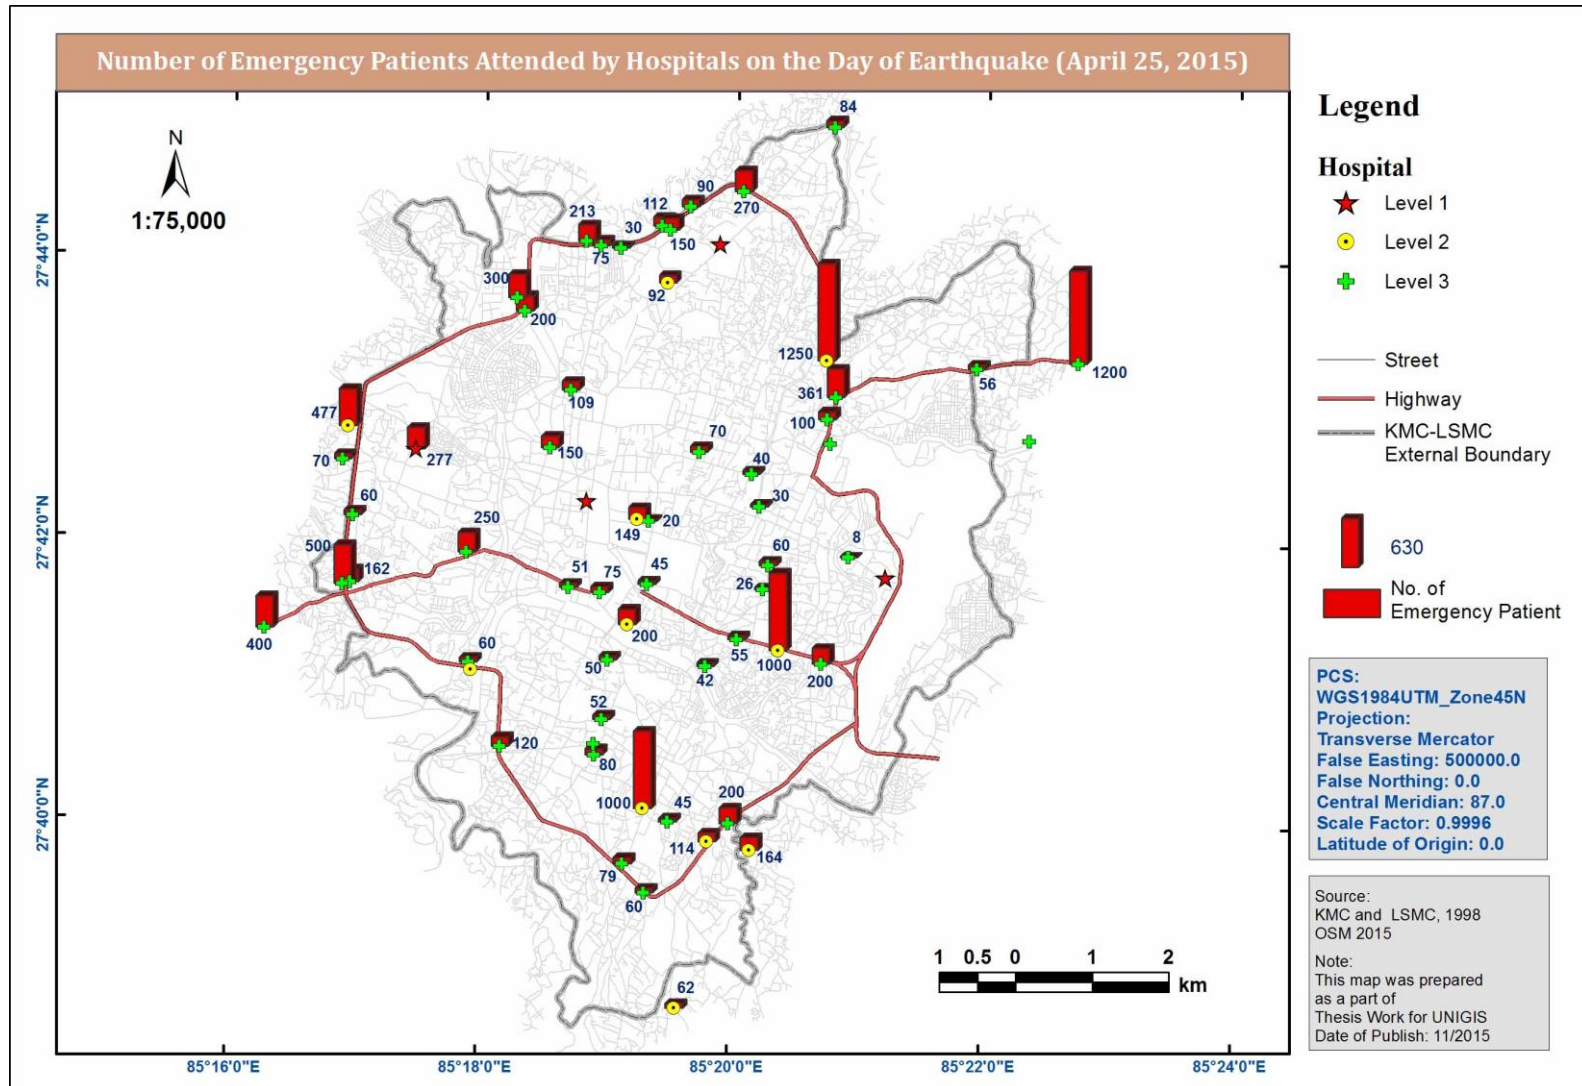 Number of Emergency Patients Attended by Hospitals on the Day of Earthquake (April 25, 2015)
N
1:75,000
27°44'0"N
27°42'0"N
27°40'0"N
84
90
270
112
213
30
150
75
92
300
200
1250
1200
56
361
100
109
477
277
70
150
70
40
60
30
20
149
250
500
162
8
60
26
45
75
51
400
200
60
50
55
42
1000
200
52
120
80
1000
45
200
114
164
79
60
62
1 0.5 0 1 2
km
85°16'0"E
85°18'0"E
85°20'0"E
85°22'0"E
85°24'0"E
Legend
Hospital
Level 1
Level 2
Level 3
Street
Highway
KMC-LSMC
External Boundary
630
No. of
Emergency Patient
PCS:
WGS1984UTM_Zone45N
Projection:
Transverse Mercator
False Easting: 500000.0
False Northing: 0.0
Central Meridian: 87.0
Scale Factor: 0.9996
Latitude of Origin: 0.0
Source:
KMC and LSMC, 1998
OSM 2015
Note:
This map was prepared
as a part of
Thesis Work for UNIGIS
Date of Publish: 11/2015